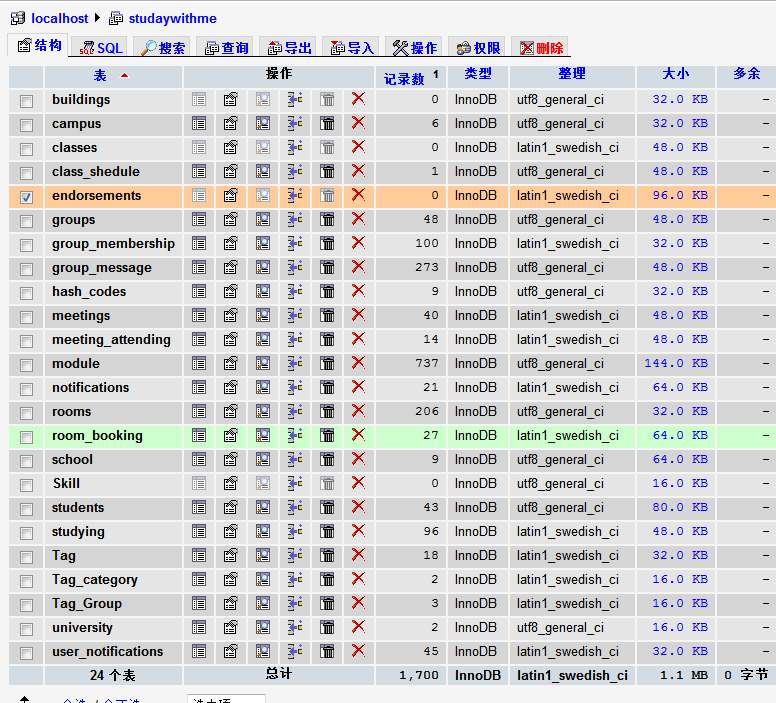 localhost studaywithme
结构 SQL 搜索 查询 导出 导入 操作 权限 删除
表 操作 记录数 1 类型 整理 大小 多余
buildings 0 InnoDB utf8_general_ci 32.0 KB –
campus 6 InnoDB utf8_general_ci 32.0 KB –
classes 0 InnoDB latin1_swedish_ci 48.0 KB –
class_shedule 1 InnoDB utf8_general_ci 48.0 KB –
endorsements 0 InnoDB latin1_swedish_ci 96.0 KB –
groups 48 InnoDB utf8_general_ci 48.0 KB –
group_membership 100 InnoDB latin1_swedish_ci 32.0 KB –
group_message 273 InnoDB utf8_general_ci 48.0 KB –
hash_codes 9 InnoDB utf8_general_ci 32.0 KB –
meetings 40 InnoDB latin1_swedish_ci 48.0 KB –
meeting_attending 14 InnoDB latin1_swedish_ci 48.0 KB –
module 737 InnoDB utf8_general_ci 144.0 KB –
notifications 21 InnoDB latin1_swedish_ci 64.0 KB –
rooms 206 InnoDB utf8_general_ci 32.0 KB –
room_booking 27 InnoDB latin1_swedish_ci 64.0 KB –
school 9 InnoDB utf8_general_ci 64.0 KB –
Skill 0 InnoDB utf8_general_ci 16.0 KB –
students 43 InnoDB utf8_general_ci 80.0 KB –
studying 96 InnoDB latin1_swedish_ci 48.0 KB –
Tag 18 InnoDB latin1_swedish_ci 32.0 KB –
Tag_category 2 InnoDB latin1_swedish_ci 16.0 KB –
Tag_Group 3 InnoDB latin1_swedish_ci 16.0 KB –
university 2 InnoDB utf8_general_ci 16.0 KB –
user_notifications 45 InnoDB latin1_swedish_ci 32.0 KB –
24 个表 总计 1,700 InnoDB latin1_swedish_ci 1.1 MB 0 字节